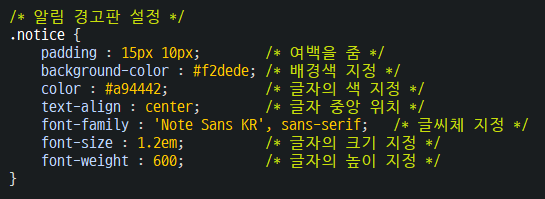 /* 알림 경고판 설정 */
.notice {
padding : 15px 10px; /* 여백을 줌 */
background-color : #f2dede; /* 배경색 지정 */
color : #a94442; /* 글자의 색 지정 */
text-align : center; /* 글자 중앙 위치 */
font-family : 'Note Sans KR', sans-serif; /* 글씨체 지정 */
font-size : 1.2em; /* 글자의 크기 지정 */
font-weight : 600; /* 글자의 높이 지정 */
}